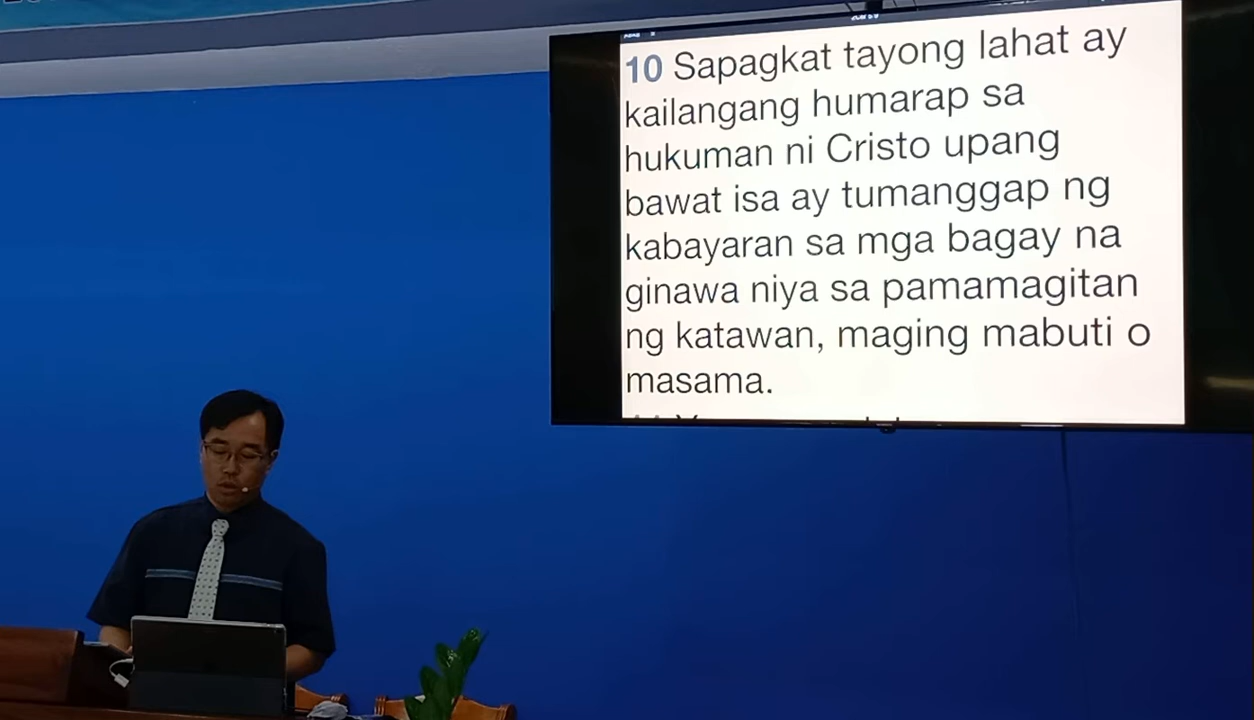 10 Sapagkat tayong lahat ay
kailangang humarap sa
hukuman ni Cristo upang
bawat isa ay tumanggap ng
kabayaran sa mga bagay na
ginawa niya sa pamamagitan
ng katawan, maging mabuti o
masama.